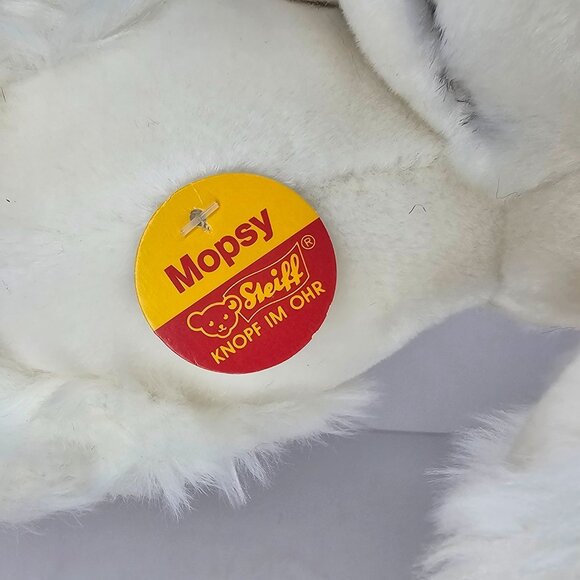 Mopsy
Steiff®
KNOPF IM OHR